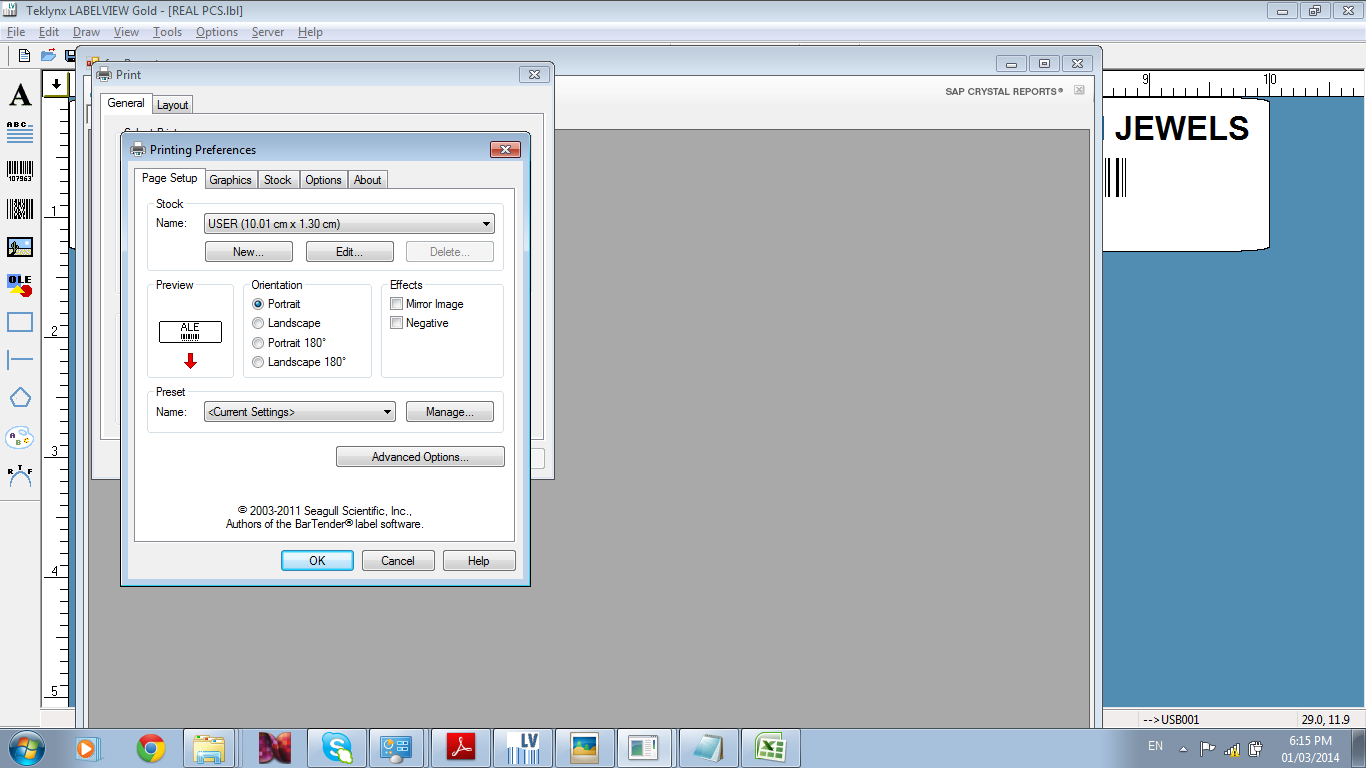 Teklynx LABELVIEW Gold - [REAL PCS.lbl]
File Edit Draw View Tools Options Server Help
Print
SAP CRYSTAL REPORTS®
General Layout
9 10
A
JEWELS
ABC
Printing Preferences
Page Setup Graphics Stock Options About
107963
1
Stock
Name: USER (10.01 cm x 1.30 cm)
New... Edit... Delete...
OLE
Preview
Orientation
Effects
Portrait
Mirror Image
Landscape
Negative
ALE
2
Portrait 180°
Landscape 180°
Preset
Name: <Current Settings> Manage...
A B C
3
Advanced Options...
R T F
© 2003-2011 Seagull Scientific, Inc.,
Authors of the BarTender® label software.
OK Cancel Help
4
5
-->USB001 29.0, 11.9
LV
EN
6:15 PM
01/03/2014